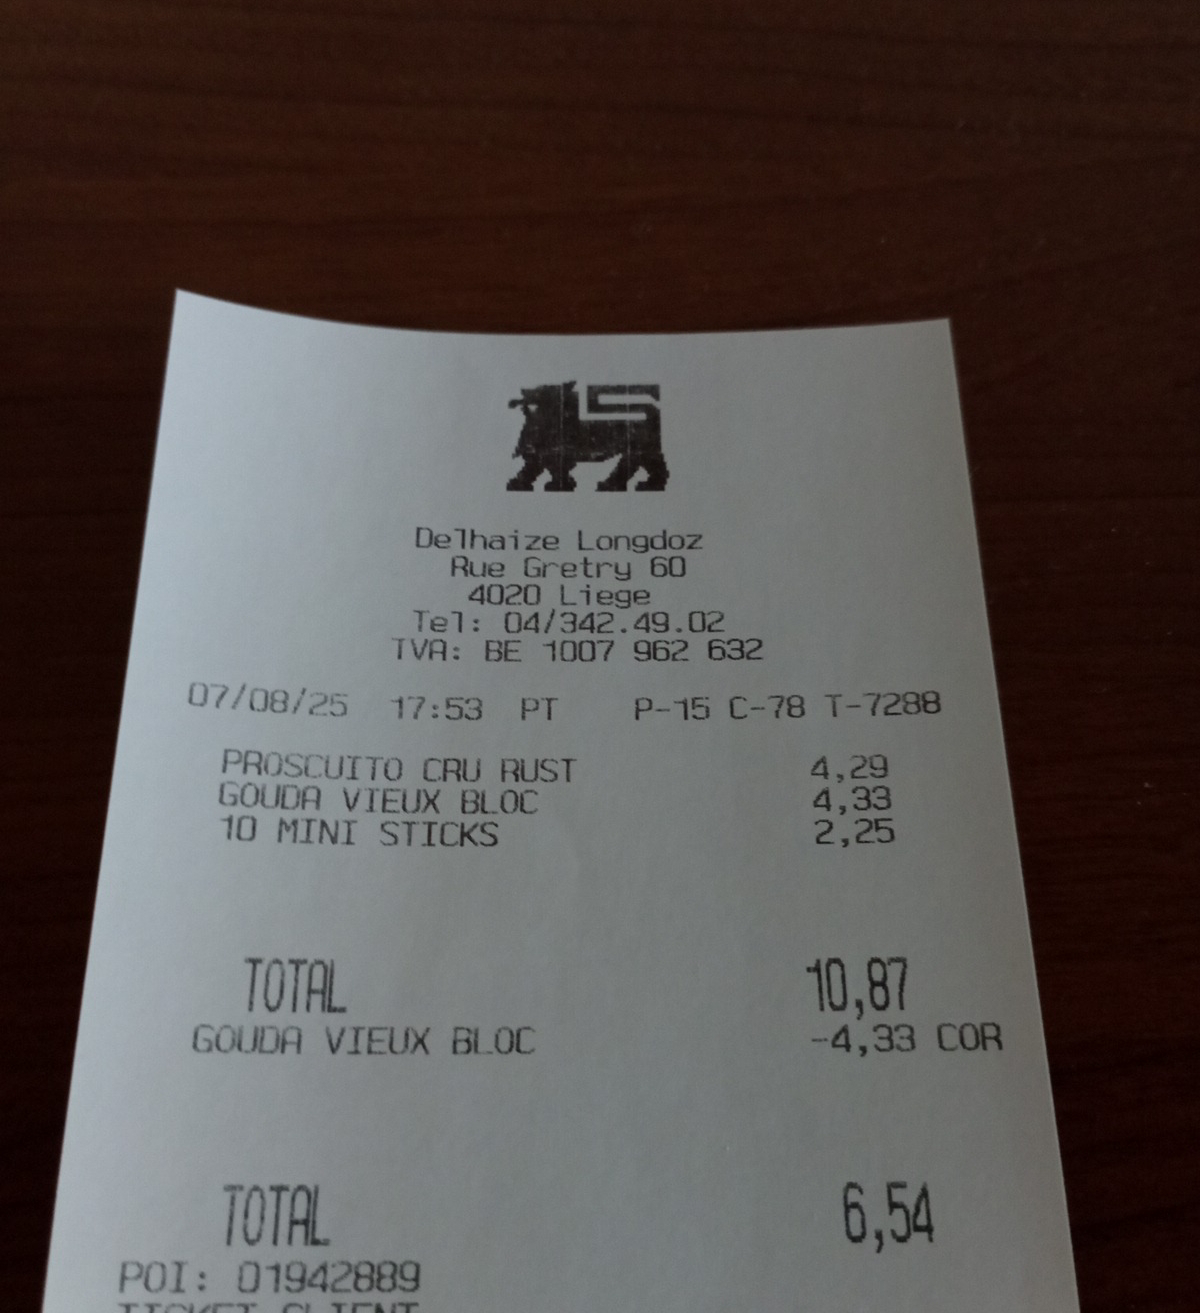 Delhaize Longdoz
Rue Gretry 60
4020 Liege
Tel: 04/342.49.02
TVA: BE 1007 962 632
07/08/25 17:53 PT P-15 C-78 T-7288
PROSCUITO CRU RUST 4,29
GOUDA VIEUX BLOC 4,33
10 MINI STICKS 2,25
TOTAL 10,87
GOUDA VIEUX BLOC -4,33 COR
TOTAL 6,54
POI: 01942889
TICKET CLIENT